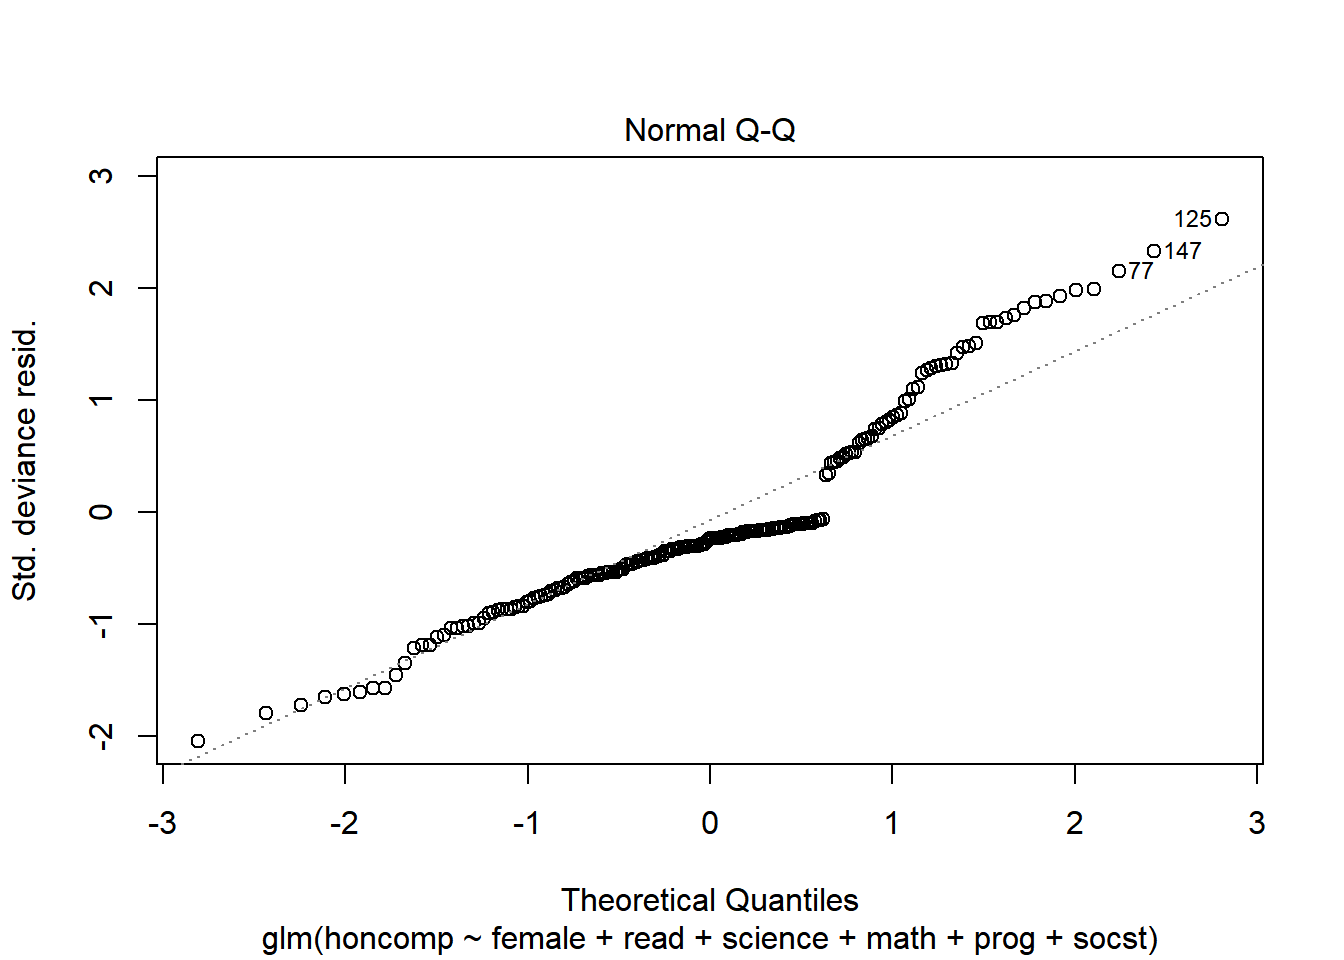 Normal Q-Q
3
2
1
0
-1
-2
Std. deviance resid.
125
147
77
-3 -2 -1 0 1 2 3
Theoretical Quantiles
glm(honcomp ~ female + read + science + math + prog + socst)